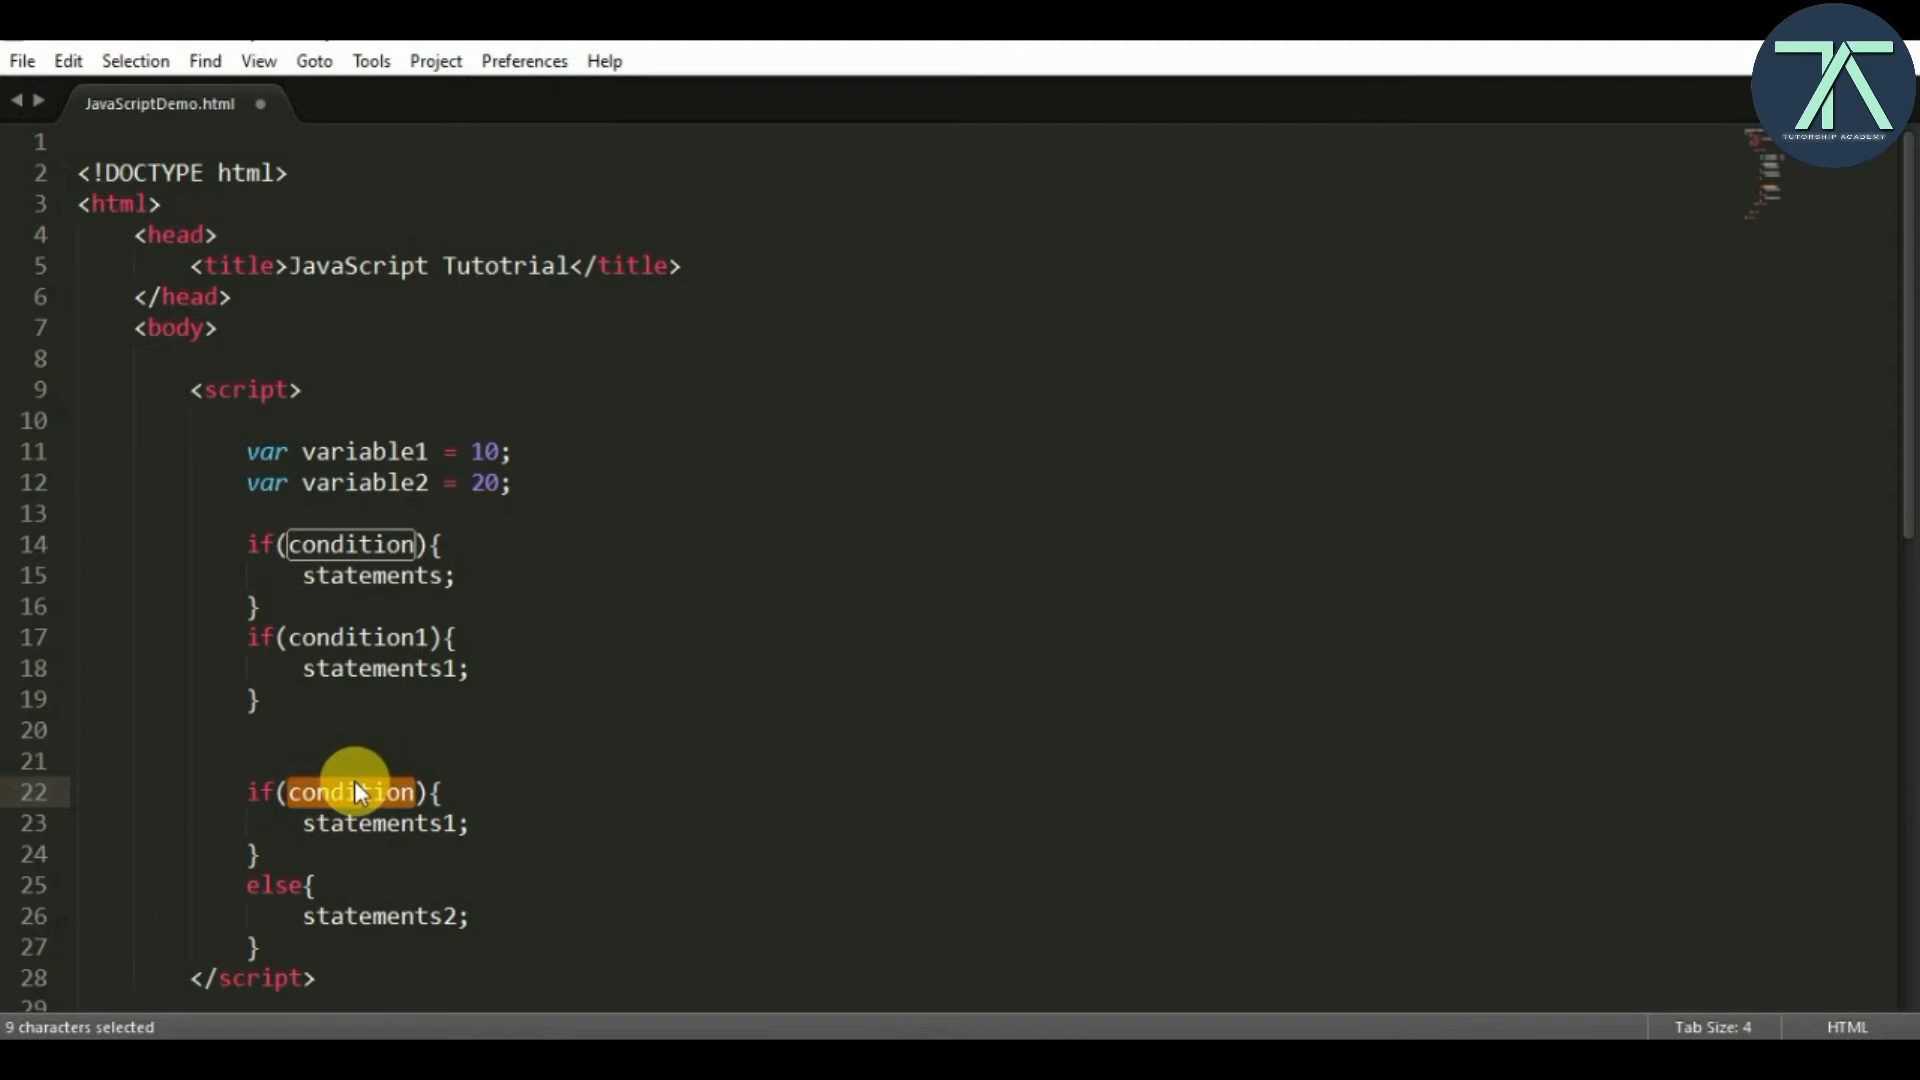 File Edit Selection Find View Goto Tools Project Preferences Help
JavaScriptDemo.html
TUTORSHIP ACADEMY
1
2 <!DOCTYPE html>
3 <html>
4 <head>
5 <title>JavaScript Tutotrial</title>
6 </head>
7 <body>
8
9 <script>
10
11 var variable1 = 10;
12 var variable2 = 20;
13
14 if(condition){
15 statements;
16 }
17 if(condition1){
18 statements1;
19 }
20
21
22 if(condition){
23 statements1;
24 }
25 else{
26 statements2;
27 }
28 </script>
29
9 characters selected Tab Size: 4 HTML